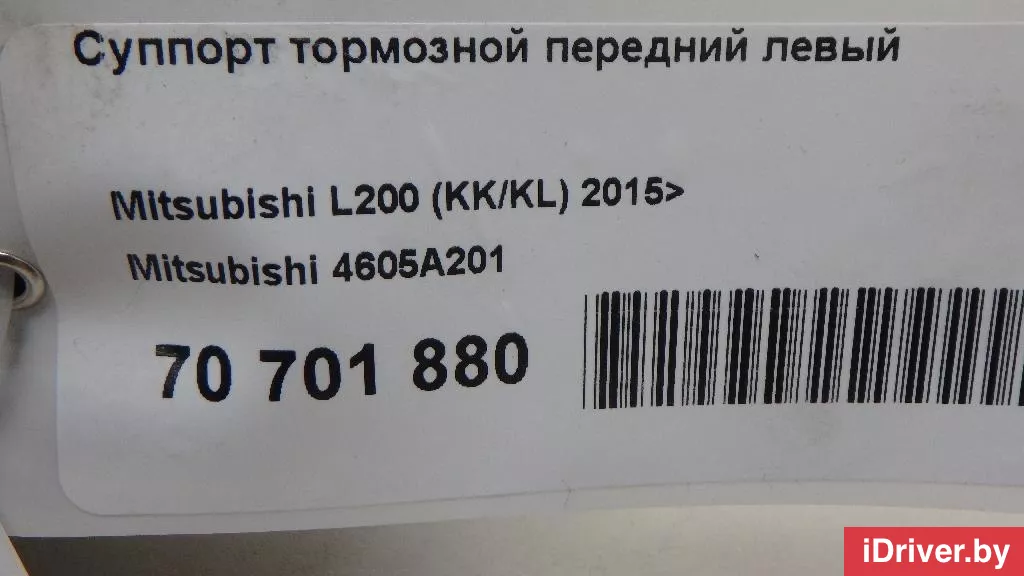 Суппорт тормозной передний левый
Mitsubishi L200 (KK/KL) 2015>
Mitsubishi 4605A201
70 701 880
iDriver.by